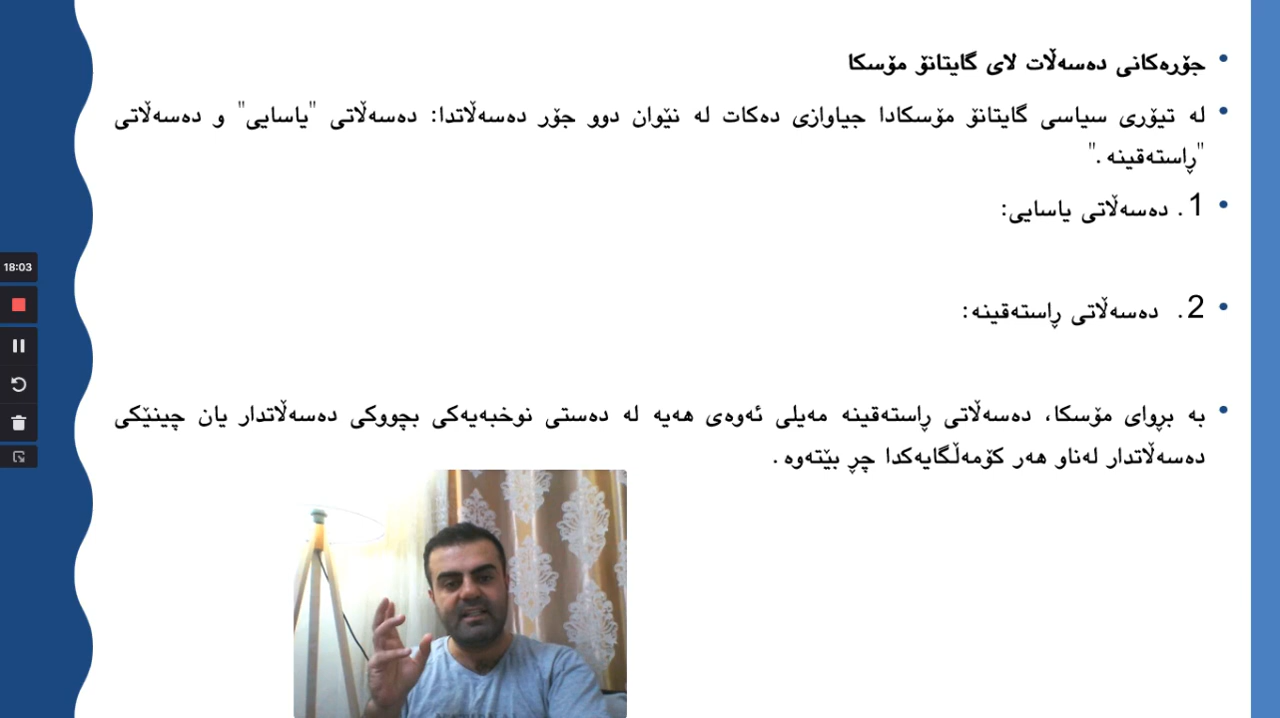 جۆرەکانی دەسەڵات لای گایتانۆ مۆسکا
لە تیۆری سیاسی گایتانۆ مۆسکادا جیاوازی دەکات لە نێوان دوو جۆر دەسەڵاتدا: دەسەڵاتی "یاسایی" و دەسەڵاتی
"ڕاستەقینە."
1. دەسەڵاتی یاسایی:
2. دەسەڵاتی ڕاستەقینە:
بە بڕوای مۆسکا، دەسەڵاتی ڕاستەقینە مەیلی ئەوەی هەیە لە دەستی نوخبەیەکی بچووکی دەسەڵاتدار یان چینێکی
دەسەڵاتدار لەناو هەر کۆمەڵگایەکدا چڕ بێتەوە.
18:03